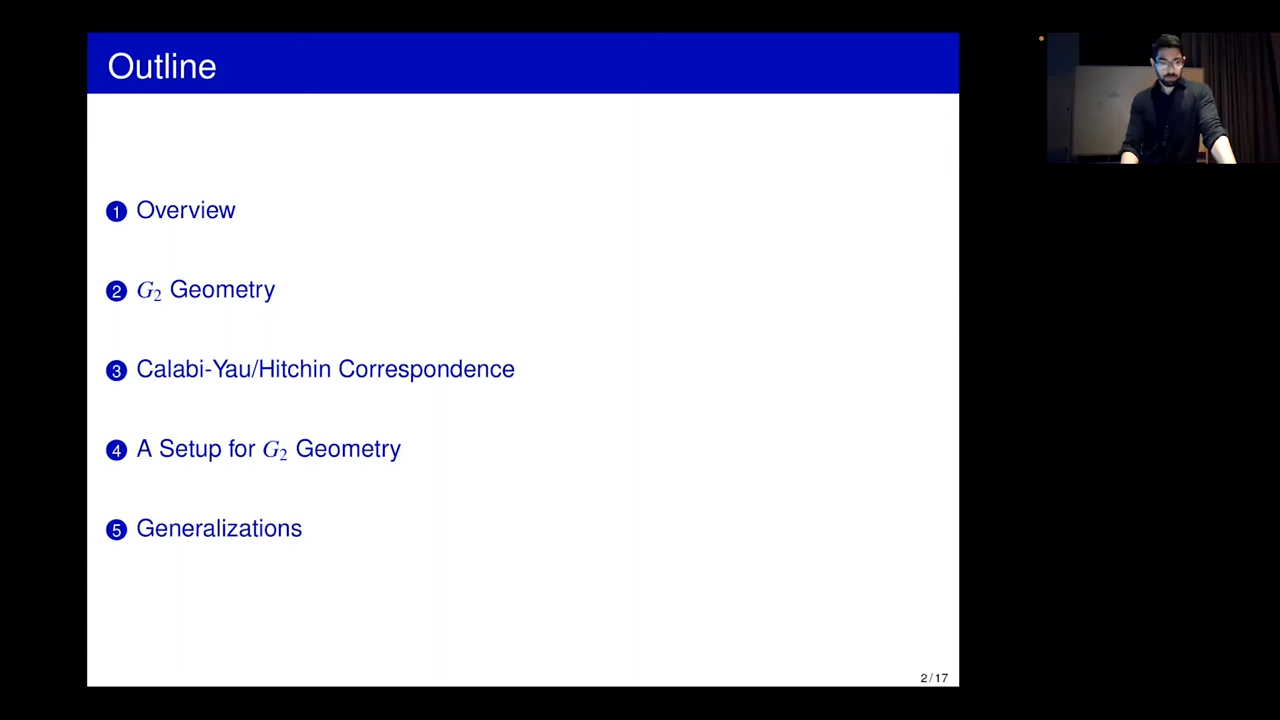 Outline
1 Overview
2 G₂ Geometry
3 Calabi-Yau/Hitchin Correspondence
4 A Setup for G₂ Geometry
5 Generalizations
2 / 17